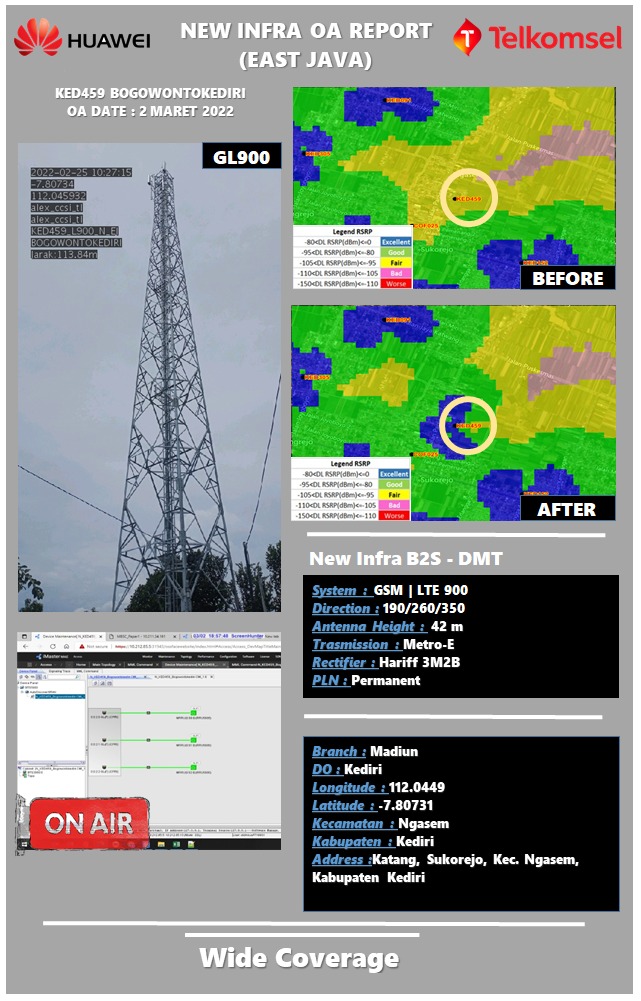 HUAWEI
NEW INFRA OA REPORT
(EAST JAVA)
Telkomsel
KED459 BOGOWONTOKEDIRI
OA DATE : 2 MARET 2022
GL900
2022-02-25 10:27:15
-7.80734
112.045932
alex_ccsi_tl
alex_ccsi_tl
KED459_L900_N_EI
BOGOWONTOKEDIRI
Jarak:113.84m
KED459
Sukorejo
Legend RSRP
-80<DL RSRP(dBm)<=0 Excellent
-95<DL RSRP(dBm)<=-80 Good
-105<DL RSRP(dBm)<=-95 Fair
-110<DL RSRP(dBm)<=-105 Bad
-150<DL RSRP(dBm)<=-110 Worse
BEFORE
KED459
Sukorejo
Legend RSRP
-80<DL RSRP(dBm)<=0 Excellent
-95<DL RSRP(dBm)<=-80 Good
-105<DL RSRP(dBm)<=-95 Fair
-110<DL RSRP(dBm)<=-105 Bad
-150<DL RSRP(dBm)<=-110 Worse
AFTER
New Infra B2S - DMT
System : GSM | LTE 900
Direction : 190/260/350
Antenna Height : 42 m
Trasmission : Metro-E
Rectifier : Hariff 3M2B
PLN : Permanent
Not secure
ON AIR
Branch : Madiun
DO : Kediri
Longitude : 112.0449
Latitude : -7.80731
Kecamatan : Ngasem
Kabupaten : Kediri
Address :Katang, Sukorejo, Kec. Ngasem,
Kabupaten Kediri
Wide Coverage